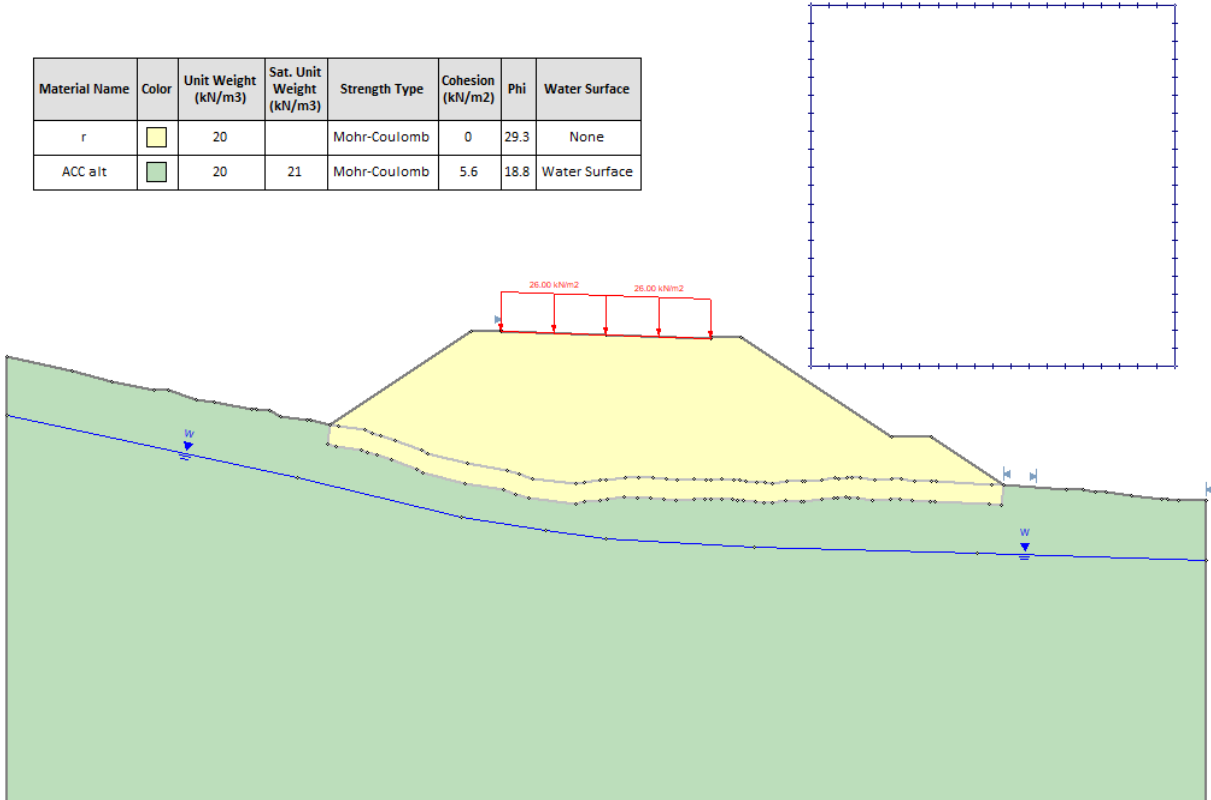 Material Name Color Unit Weight (kN/m3) Sat. Unit Weight (kN/m3) Strength Type Cohesion (kN/m2) Phi Water Surface
r 20 Mohr-Coulomb 0 29.3 None
ACC alt 20 21 Mohr-Coulomb 5.6 18.8 Water Surface
26.00 kN/m2 26.00 kN/m2
W
W